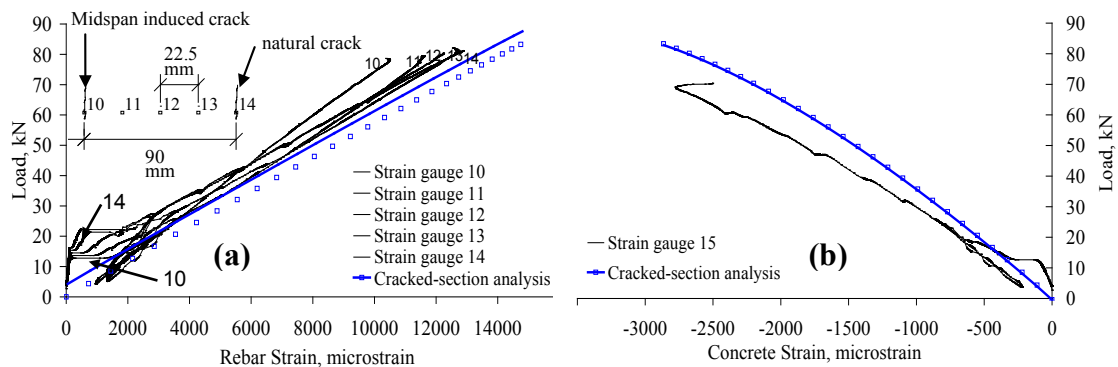 90
80
70
60
50
40
30
20
10
0
Load, kN
Midspan induced crack
22.5
mm
natural crack
10 11 12 13 14
90
mm
10 11 12 13 14
14
10
(a)
Strain gauge 10
Strain gauge 11
Strain gauge 12
Strain gauge 13
Strain gauge 14
Cracked-section analysis
0 2000 4000 6000 8000 10000 12000 14000
Rebar Strain, microstrain
90
80
70
60
50
40
30
20
10
0
Load, kN
Strain gauge 15
Cracked-section analysis
(b)
-3500 -3000 -2500 -2000 -1500 -1000 -500 0
Concrete Strain, microstrain